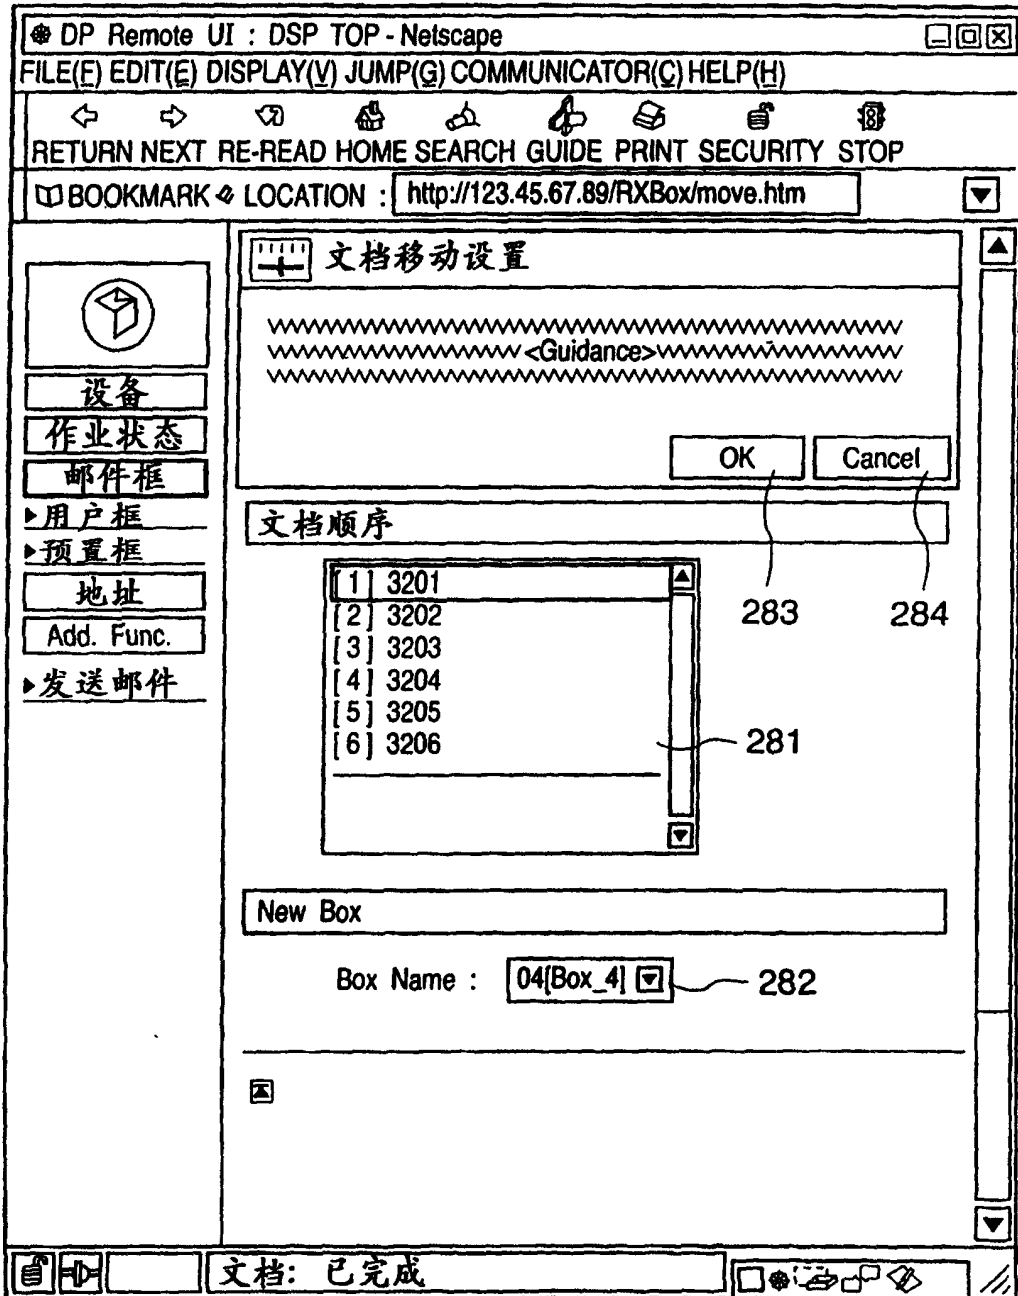 DP Remote UI : DSP TOP - Netscape
FILE(F) EDIT(E) DISPLAY(V) JUMP(G) COMMUNICATOR(C) HELP(H)
RETURN NEXT RE-READ HOME SEARCH GUIDE PRINT SECURITY STOP
BOOKMARK LOCATION : http://123.45.67.89/RXBox/move.htm
文档移动设置
<Guidance>
OK Cancel
设备
作业状态
邮件框
用户框
预置框
地址
Add. Func.
发送邮件
文档顺序
283 284
[1] 3201
[2] 3202
[3] 3203
[4] 3204
[5] 3205
[6] 3206
281
New Box
Box Name : 04[Box_4]
282
文档: 已完成